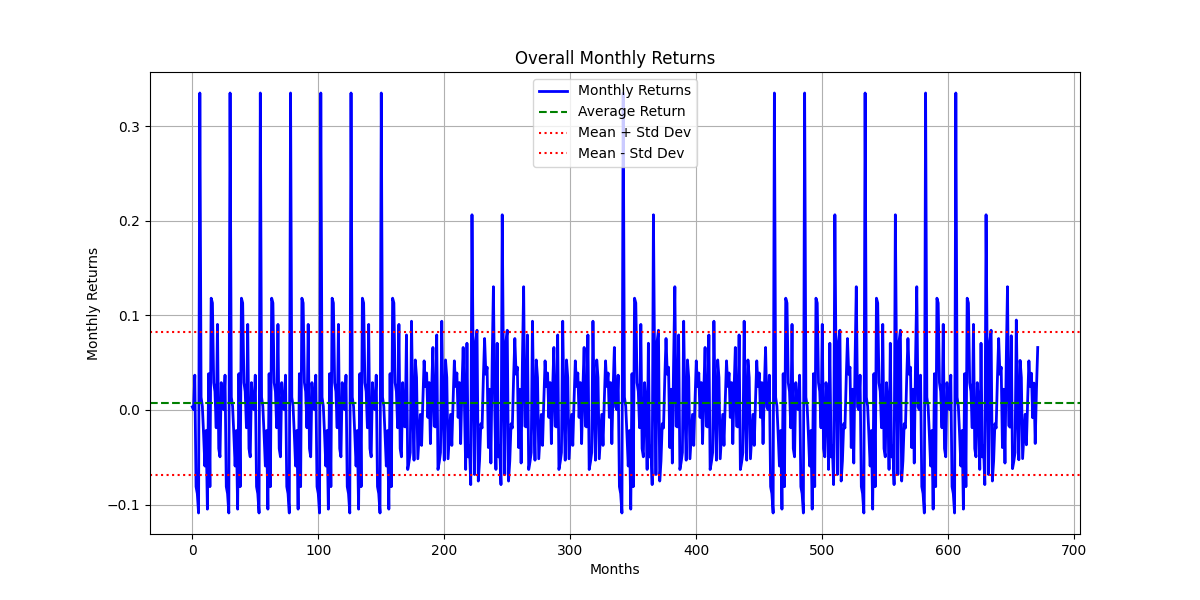 Overall Monthly Returns
Monthly Returns
Average Return
Mean + Std Dev
Mean - Std Dev
Monthly Returns
0.3
0.2
0.1
0.0
−0.1
0 100 200 300 400 500 600 700
Months